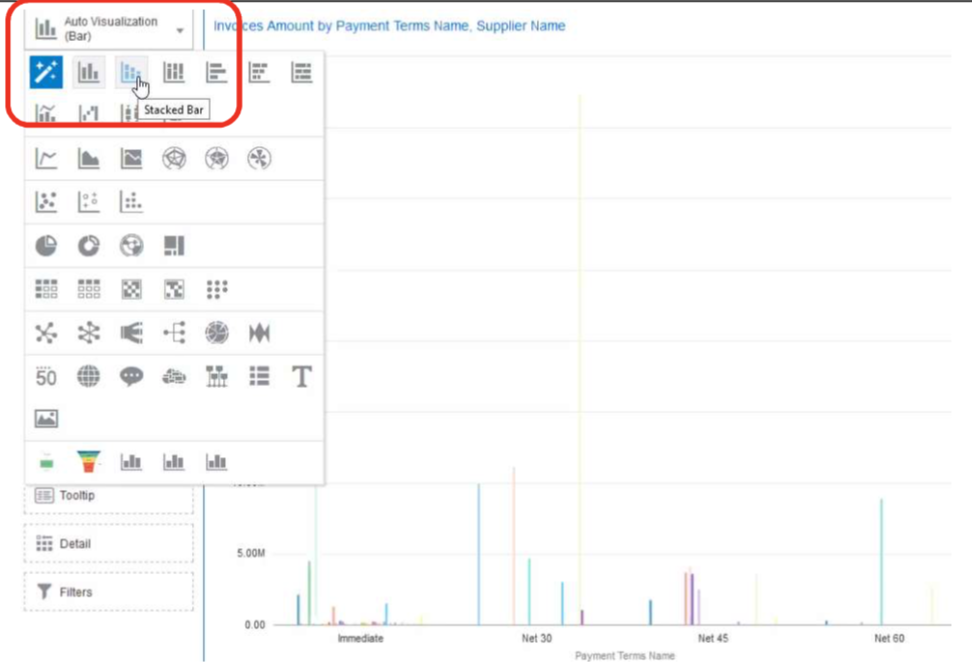 Auto Visualization
(Bar)
Invoices Amount by Payment Terms Name, Supplier Name
Stacked Bar
50
T
Tooltip
Detail
Filters
5.00M
0.00
Immediate
Net 30
Net 45
Net 60
Payment Terms Name